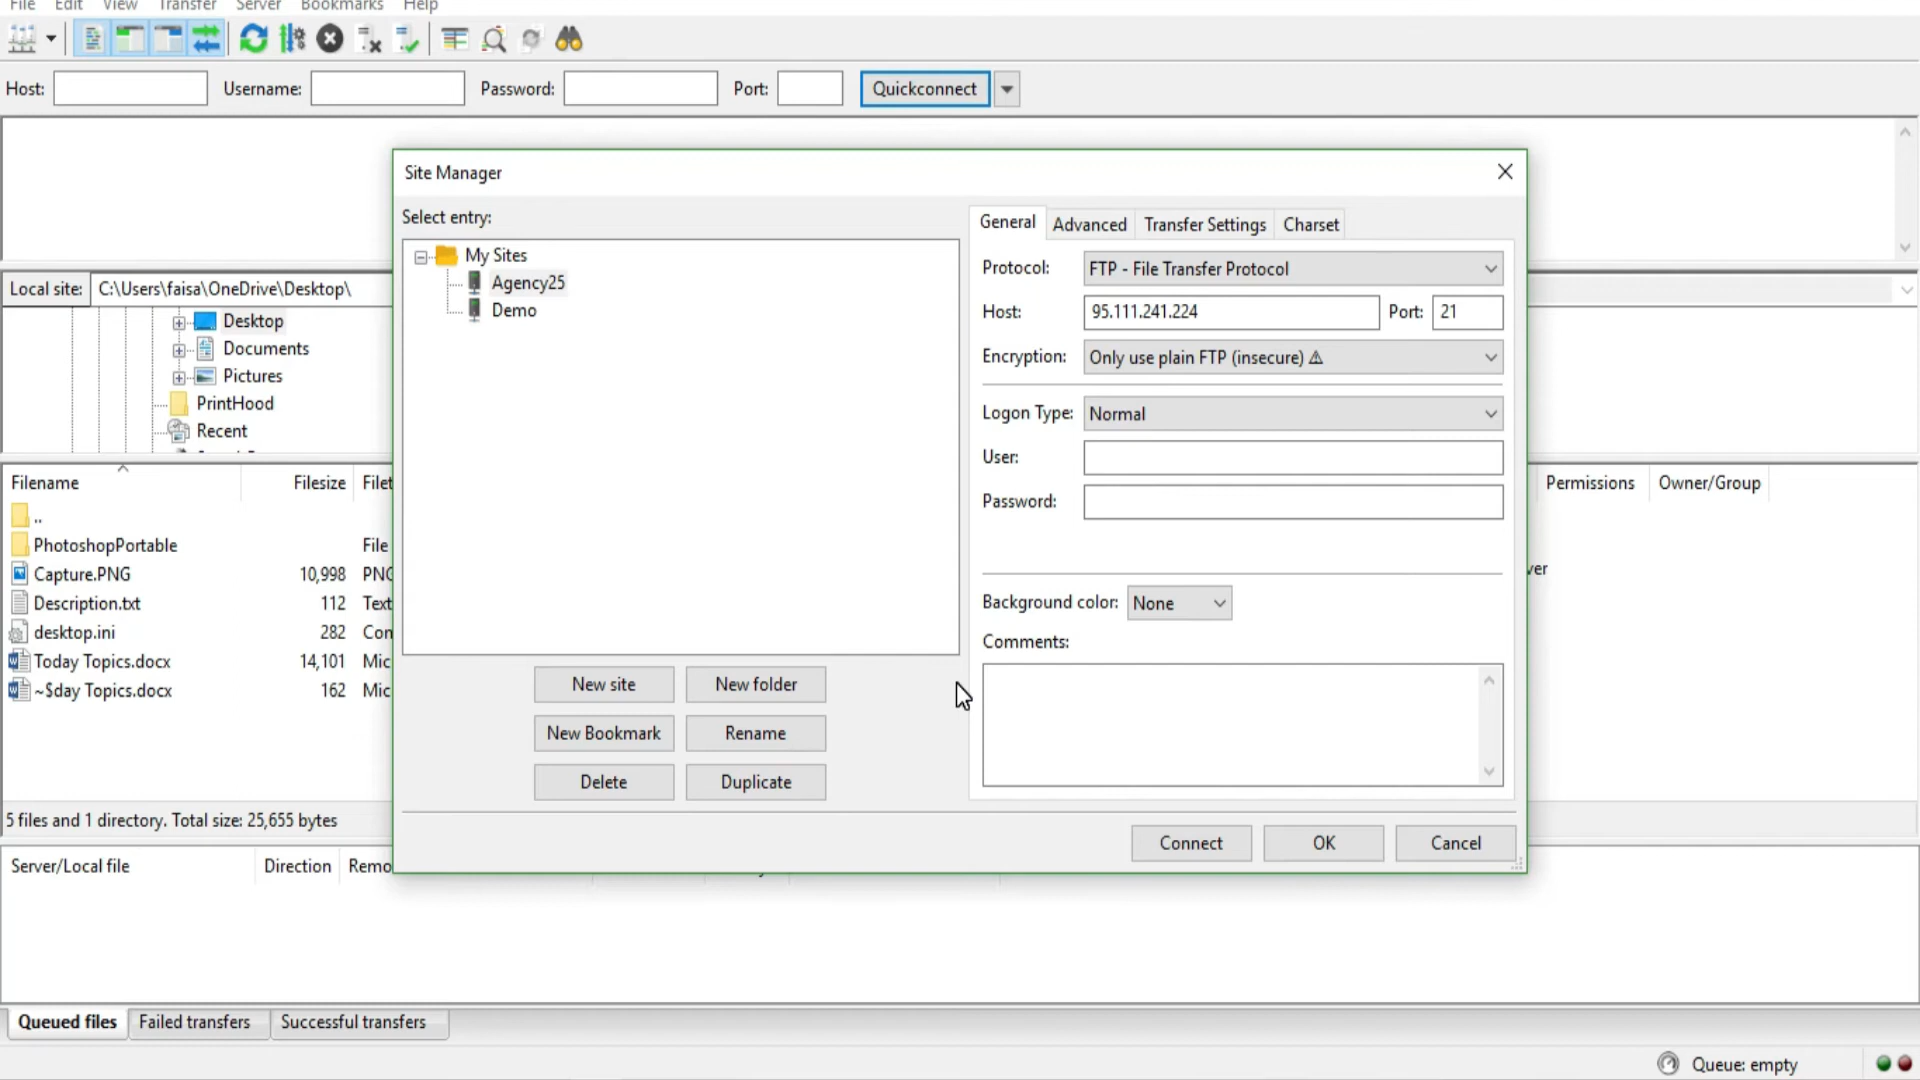 File Edit View Transfer Server Bookmarks Help
Host: Username: Password: Port: Quickconnect
Site Manager
Select entry:
My Sites
Agency25
Demo
New site New folder
New Bookmark Rename
Delete Duplicate
General Advanced Transfer Settings Charset
Protocol: FTP - File Transfer Protocol
Host: 95.111.241.224 Port: 21
Encryption: Only use plain FTP (insecure) ⚠
Logon Type: Normal
User:
Password:
Background color: None
Comments:
Connect OK Cancel
Local site: C:\Users\faisa\OneDrive\Desktop\
Desktop
Documents
Pictures
PrintHood
Recent
Filename Filesize Filet
..
PhotoshopPortable File
Capture.PNG 10,998 PNG
Description.txt 112 Text
desktop.ini 282 Con
Today Topics.docx 14,101 Mic
~$day Topics.docx 162 Mic
5 files and 1 directory. Total size: 25,655 bytes
Permissions Owner/Group
ver
Server/Local file Direction Remo
Queued files Failed transfers Successful transfers
Queue: empty